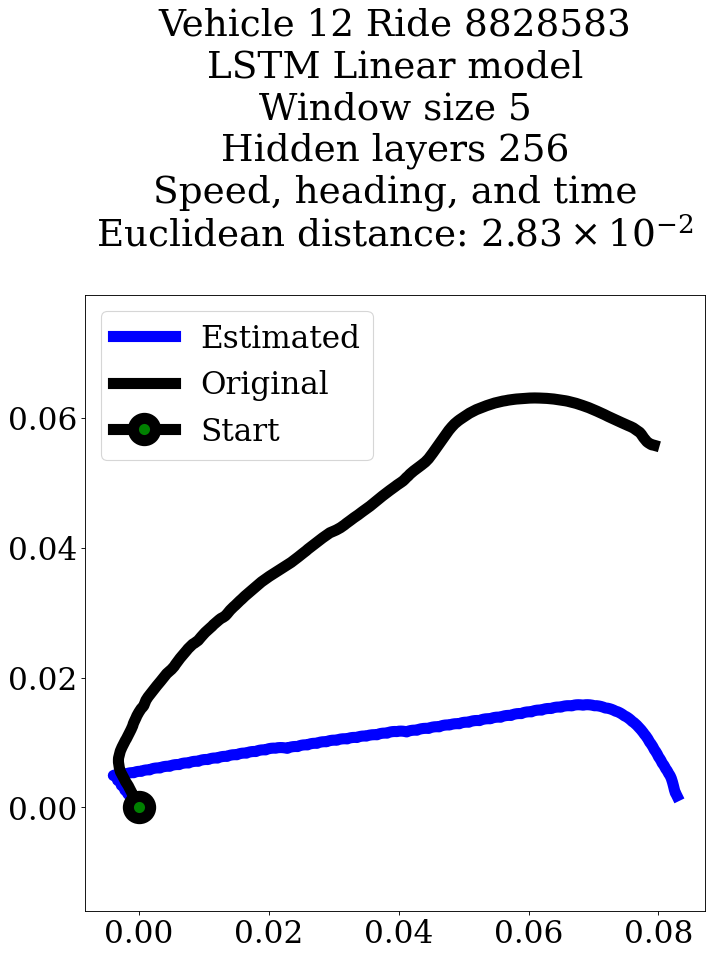 Vehicle 12 Ride 8828583
LSTM Linear model
Window size 5
Hidden layers 256
Speed, heading, and time
Euclidean distance: 2.83 × 10⁻²
Estimated
Original
Start
0.06
0.04
0.02
0.00
0.00 0.02 0.04 0.06 0.08